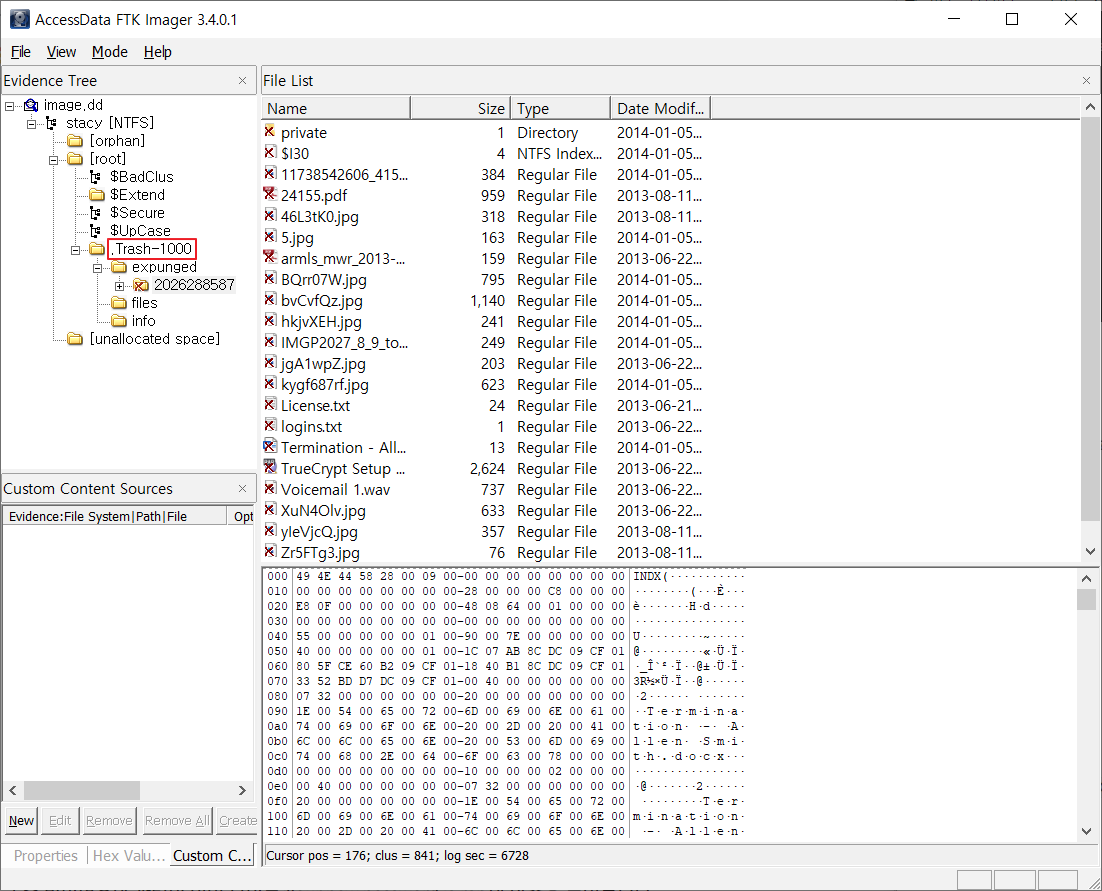 AccessData FTK Imager 3.4.0.1
File View Mode Help
Evidence Tree
image.dd
stacy [NTFS]
[orphan]
[root]
$BadClus
$Extend
$Secure
$UpCase
.Trash-1000
expunged
2026288587
files
info
[unallocated space]
Custom Content Sources
Evidence:File System|Path|File Opt
New Edit Remove Remove All Create
Properties Hex Valu... Custom C...
File List
Name Size Type Date Modif...
private 1 Directory 2014-01-05...
$I30 4 NTFS Index... 2014-01-05...
11738542606_415... 384 Regular File 2014-01-05...
24155.pdf 959 Regular File 2013-08-11...
46L3tK0.jpg 318 Regular File 2013-08-11...
5.jpg 163 Regular File 2014-01-05...
armls_mwr_2013-... 159 Regular File 2013-06-22...
BQrr07W.jpg 795 Regular File 2014-01-05...
bvCvfQz.jpg 1,140 Regular File 2014-01-05...
hkjvXEH.jpg 241 Regular File 2014-01-05...
IMGP2027_8_9_to... 249 Regular File 2014-01-05...
jgA1wpZ.jpg 203 Regular File 2013-06-22...
kygf687rf.jpg 623 Regular File 2014-01-05...
License.txt 24 Regular File 2013-06-21...
logins.txt 1 Regular File 2013-06-22...
Termination - All... 13 Regular File 2014-01-05...
TrueCrypt Setup ... 2,624 Regular File 2013-06-22...
Voicemail 1.wav 737 Regular File 2013-06-22...
XuN4Olv.jpg 633 Regular File 2013-06-22...
yleVjcQ.jpg 357 Regular File 2013-08-11...
Zr5FTg3.jpg 76 Regular File 2013-08-11...
000 49 4E 44 58 28 00 09 00-00 00 00 00 00 00 00 00 INDX(···········
010 00 00 00 00 00 00 00 00-28 00 00 00 C8 00 00 00 ········(···È···
020 E8 0F 00 00 00 00 00 00-48 08 64 00 01 00 00 00 è·······H·d·····
030 00 00 00 00 00 00 00 00-00 00 00 00 00 00 00 00 ················
040 55 00 00 00 00 00 01 00-90 00 7E 00 00 00 00 00 U·········~·····
050 40 00 00 00 00 00 01 00-1C 07 AB 8C DC 09 CF 01 @·········«·Ü·Ï·
060 80 5F CE 60 B2 09 CF 01-18 40 B1 8C DC 09 CF 01 ·_Î`²·Ï··@±·Ü·Ï·
070 33 52 BD D7 DC 09 CF 01-00 40 00 00 00 00 00 00 3R½×Ü·Ï··@······
080 07 32 00 00 00 00 00 00-20 00 00 00 00 00 00 00 ·2······ ·······
090 1E 00 54 00 65 00 72 00-6D 00 69 00 6E 00 61 00 ··T·e·r·m·i·n·a·
0a0 74 00 69 00 6F 00 6E 00-20 00 2D 00 20 00 41 00 t·i·o·n· ·-· ·A·
0b0 6C 00 6C 00 65 00 6E 00-20 00 53 00 6D 00 69 00 l·l·e·n· ·S·m·i·
0c0 74 00 68 00 2E 00 64 00-6F 00 63 00 78 00 00 00 t·h·.·d·o·c·x···
0d0 00 00 00 00 00 00 00 00-10 00 00 00 02 00 00 00 ················
0e0 00 40 00 00 00 00 00 00-07 32 00 00 00 00 00 00 ·@·······2······
0f0 20 00 00 00 00 00 00 00-1E 00 54 00 65 00 72 00 ·········T·e·r·
100 6D 00 69 00 6E 00 61 00-74 00 69 00 6F 00 6E 00 m·i·n·a·t·i·o·n·
110 20 00 2D 00 20 00 41 00-6C 00 6C 00 65 00 6E 00 ·-· ·A·l·l·e·n·
Cursor pos = 176; clus = 841; log sec = 6728